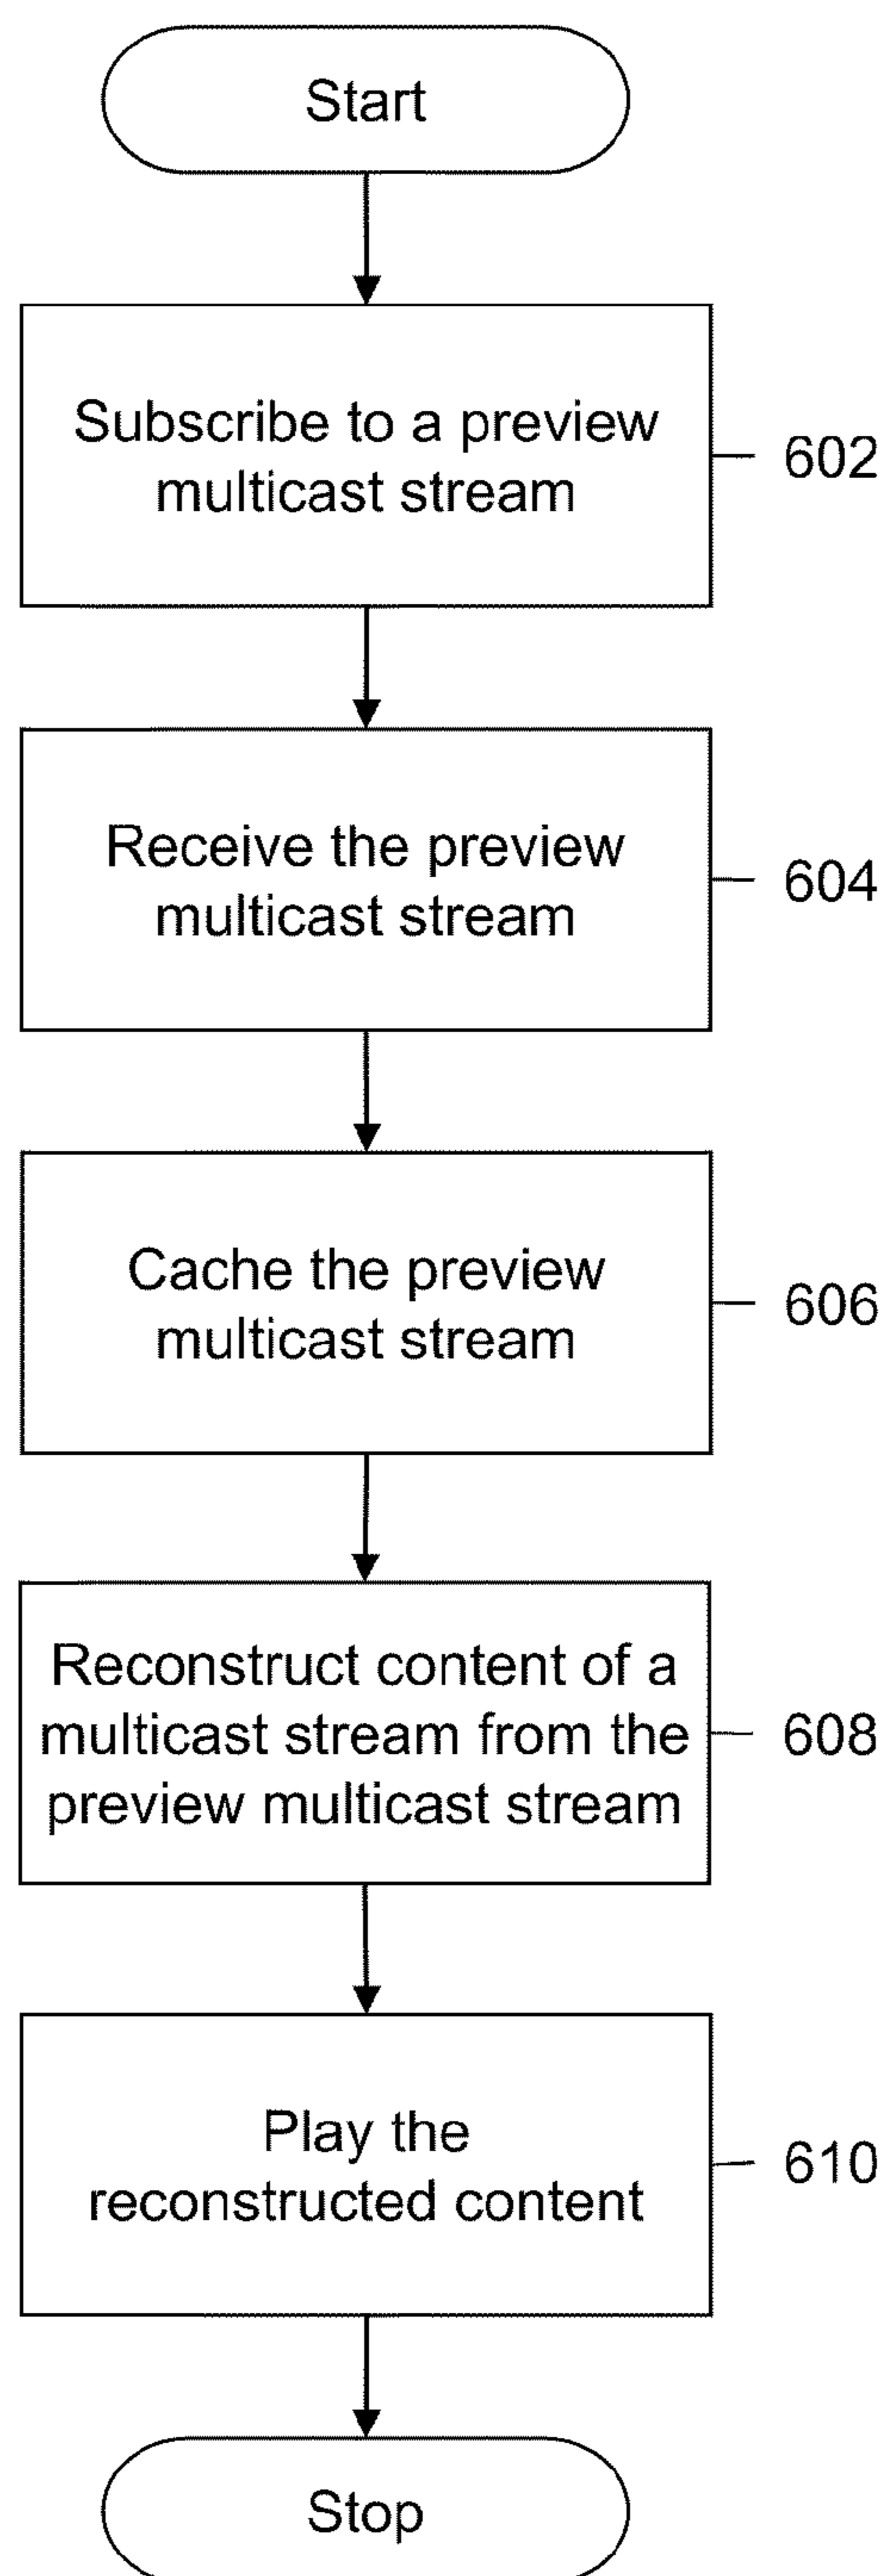 Start
Subscribe to a preview
multicast stream
602
Receive the preview
multicast stream
604
Cache the preview
multicast stream
606
Reconstruct content of a
multicast stream from the
preview multicast stream
608
Play the
reconstructed content
610
Stop